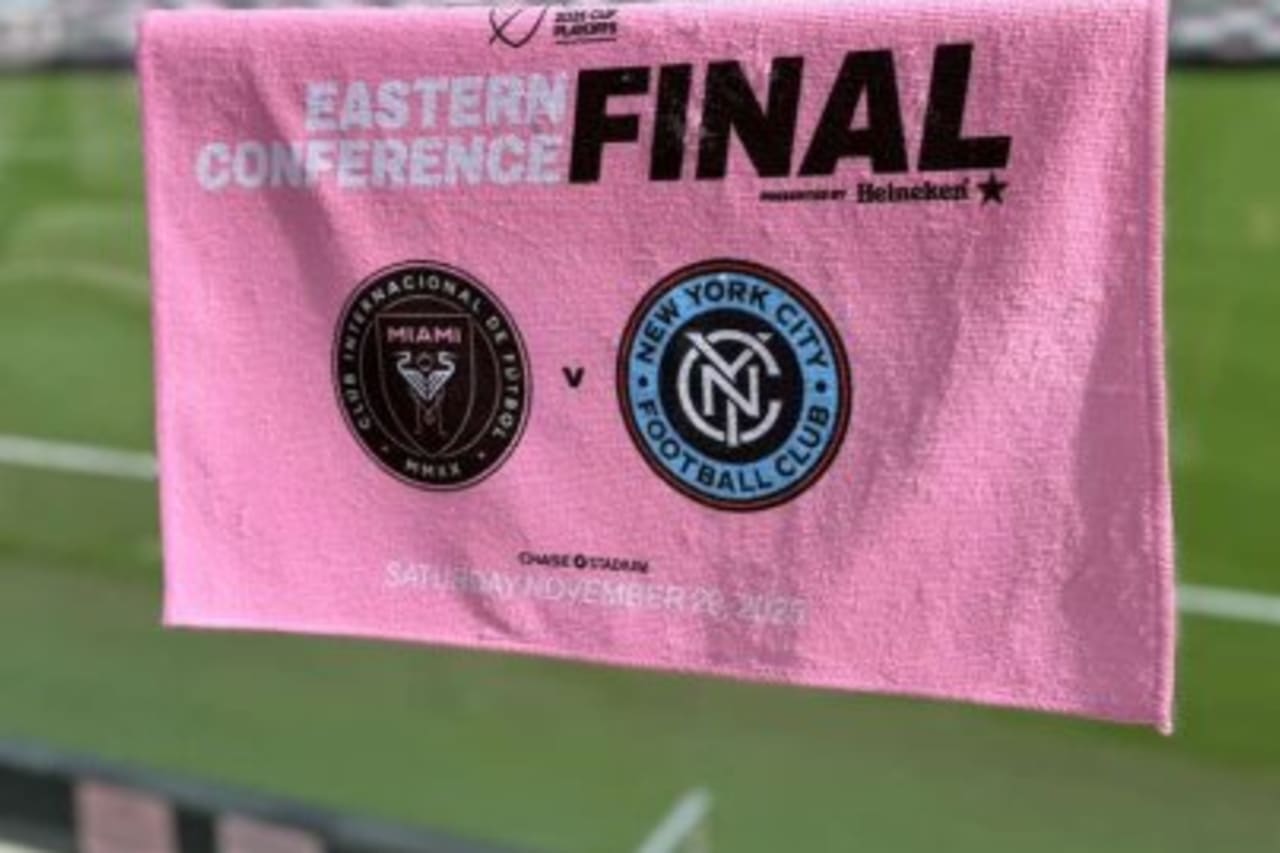 2025 CUP
PLAYOFFS
EASTERN
CONFERENCE
FINAL
PRESENTED BY Heineken
CLUB INTERNACIONAL DE FUTBOL
MIAMI
MMXX
v
NEW YORK CITY
NYC
FOOTBALL CLUB
CHASE STADIUM
SATURDAY NOVEMBER 29, 2025